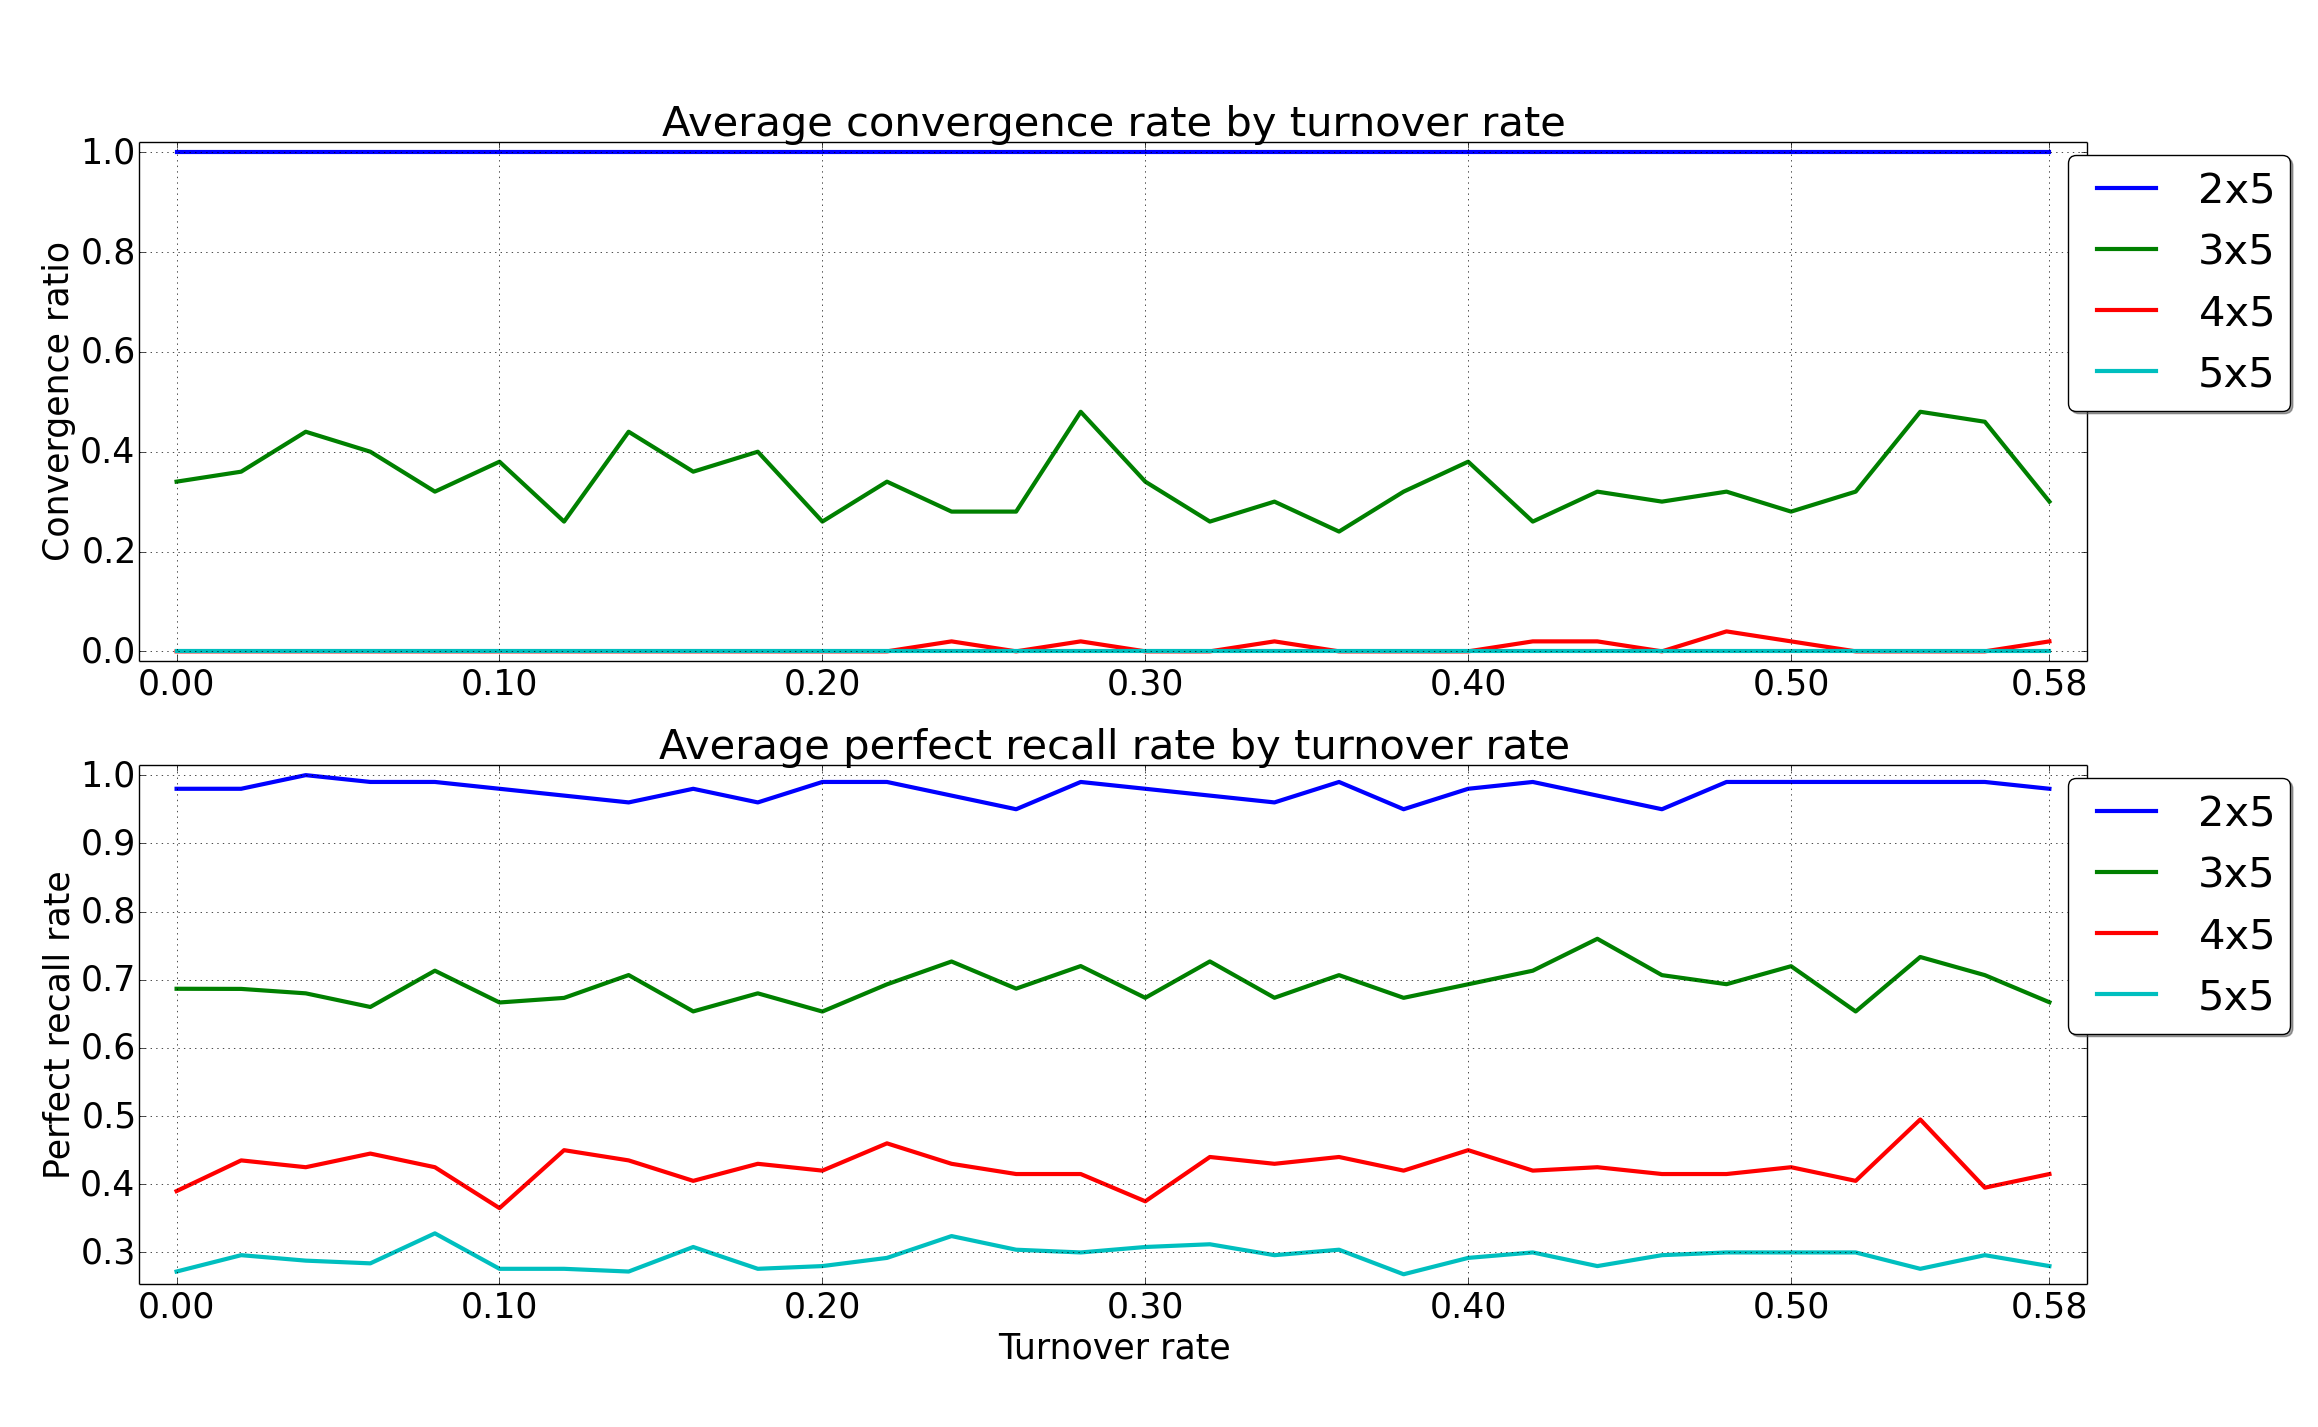 Average convergence rate by turnover rate
Convergence ratio
1.0
0.8
0.6
0.4
0.2
0.0
0.00 0.10 0.20 0.30 0.40 0.50 0.58
2x5
3x5
4x5
5x5
Average perfect recall rate by turnover rate
Perfect recall rate
1.0
0.9
0.8
0.7
0.6
0.5
0.4
0.3
0.00 0.10 0.20 0.30 0.40 0.50 0.58
Turnover rate
2x5
3x5
4x5
5x5